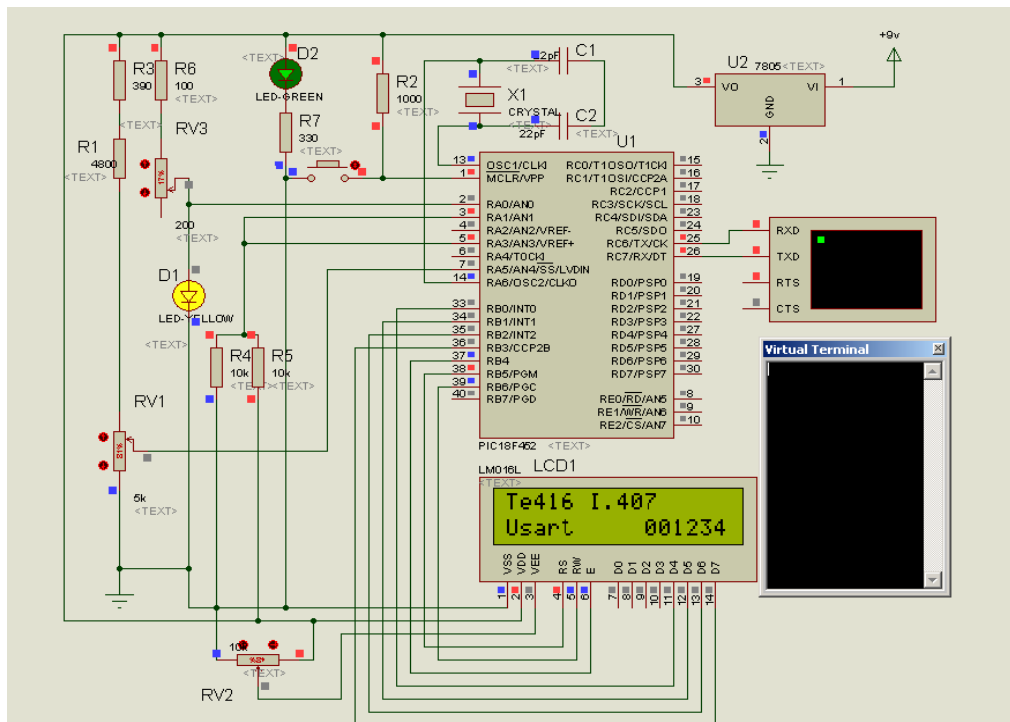 +9v
U2
7805 <TEXT>
3 VO VI 1
GND
2
R3
390
<TEXT>
R6
100
<TEXT>
RV3
17%
200
<TEXT>
R1
4800
<TEXT>
<TEXT>
D2
LED-GREEN
R7
330
<TEXT>
R2
1000
<TEXT>
C1
22pF
<TEXT>
X1
CRYSTAL
<TEXT>
C2
22pF
<TEXT>
U1
13 OSC1/CLKI
1 MCLR/VPP
2 RA0/AN0
3 RA1/AN1
4 RA2/AN2/VREF-
5 RA3/AN3/VREF+
6 RA4/T0CKI
7 RA5/AN4/SS/LVDIN
14 RA6/OSC2/CLKO
33 RB0/INT0
34 RB1/INT1
35 RB2/INT2
36 RB3/CCP2B
37 RB4
38 RB5/PGM
39 RB6/PGC
40 RB7/PGD
RC0/T1OSO/T1CKI 15
RC1/T1OSI/CCP2A 16
RC2/CCP1 17
RC3/SCK/SCL 18
RC4/SDI/SDA 23
RC5/SDO 24
RC6/TX/CK 25
RC7/RX/DT 26
RD0/PSP0 19
RD1/PSP1 20
RD2/PSP2 21
RD3/PSP3 22
RD4/PSP4 27
RD5/PSP5 28
RD6/PSP6 29
RD7/PSP7 30
RE0/RD/AN5 8
RE1/WR/AN6 9
RE2/CS/AN7 10
PIC18F452 <TEXT>
RXD
TXD
RTS
CTS
Virtual Terminal
D1
LED-YELLOW
<TEXT>
R4
10k
<TEXT>
R5
10k
<TEXT>
RV1
81%
5k
<TEXT>
LCD1
LM016L
<TEXT>
Te416 I.407
Usart 001234
VSS VDD VEE RS RW E D0 D1 D2 D3 D4 D5 D6 D7
1 2 3 4 5 6 7 8 9 10 11 12 13 14
10k
<TEXT>
RV2